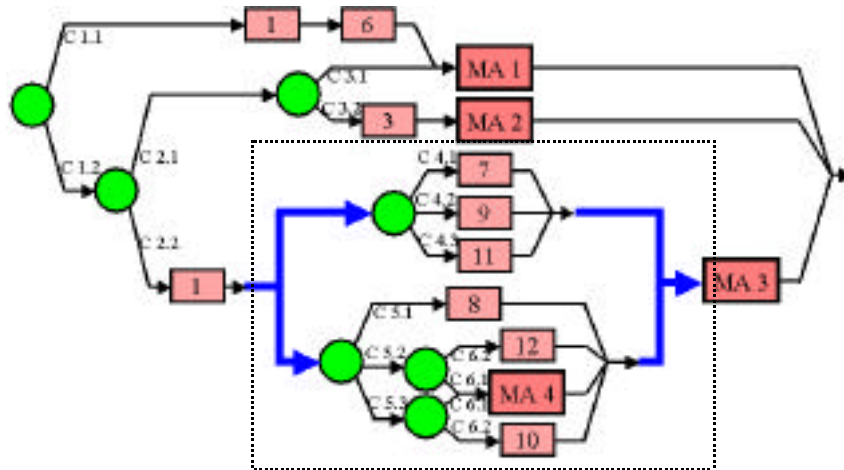 C 1.1
1
6
C 3.1
MA 1
C 3.2
3
MA 2
C 1.2
C 2.1
C 4.1
7
C 4.2
9
C 4.3
11
C 2.2
1
MA 3
C 5.1
8
C 5.2
C 6.2
12
C 6.1
MA 4
C 5.3
C 6.1
C 6.2
10